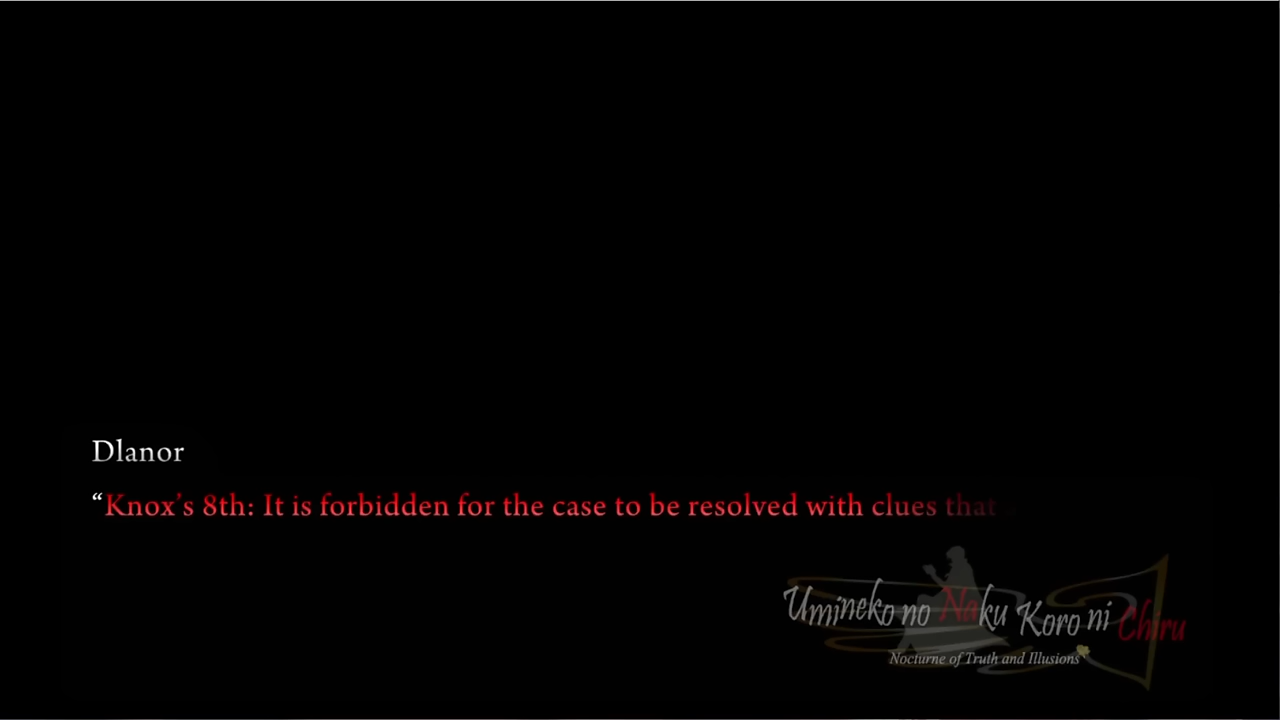 Dlanor
“Knox’s 8th: It is forbidden for the case to be resolved with clues that
Umineko no Naku Koro ni Chiru
Nocturne of Truth and Illusions